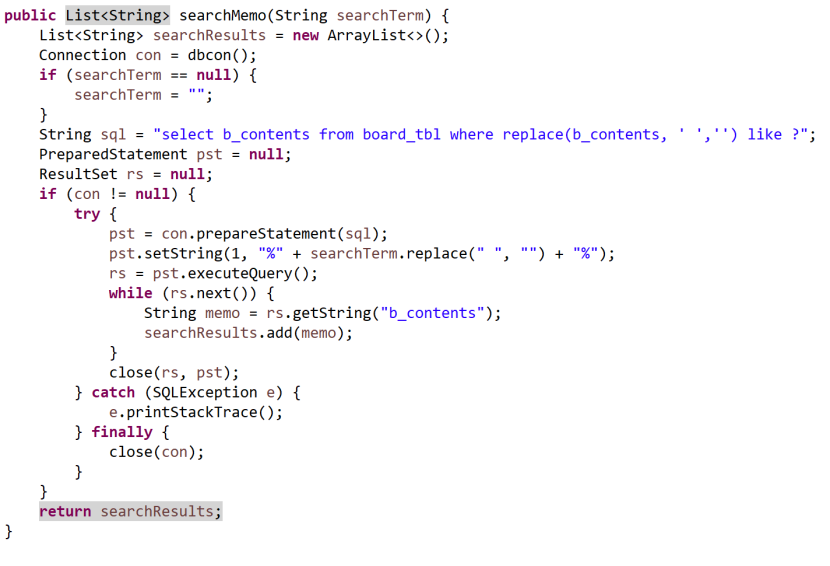 public List<String> searchMemo(String searchTerm) {
    List<String> searchResults = new ArrayList<>();
    Connection con = dbcon();
    if (searchTerm == null) {
        searchTerm = "";
    }
    String sql = "select b_contents from board_tbl where replace(b_contents, ' ','') like ?";
    PreparedStatement pst = null;
    ResultSet rs = null;
    if (con != null) {
        try {
            pst = con.prepareStatement(sql);
            pst.setString(1, "%" + searchTerm.replace(" ", "") + "%");
            rs = pst.executeQuery();
            while (rs.next()) {
                String memo = rs.getString("b_contents");
                searchResults.add(memo);
            }
            close(rs, pst);
        } catch (SQLException e) {
            e.printStackTrace();
        } finally {
            close(con);
        }
    }
    return searchResults;
}